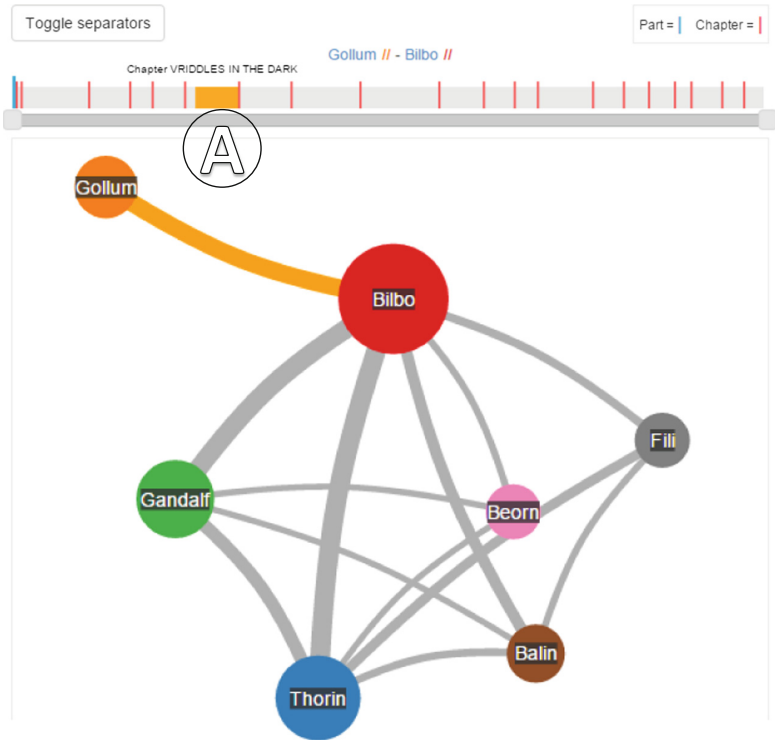 Toggle separators
Part = Chapter =
Gollum // - Bilbo //
Chapter VRIDDLES IN THE DARK
A
Gollum
Bilbo
Fili
Gandalf
Beorn
Balin
Thorin